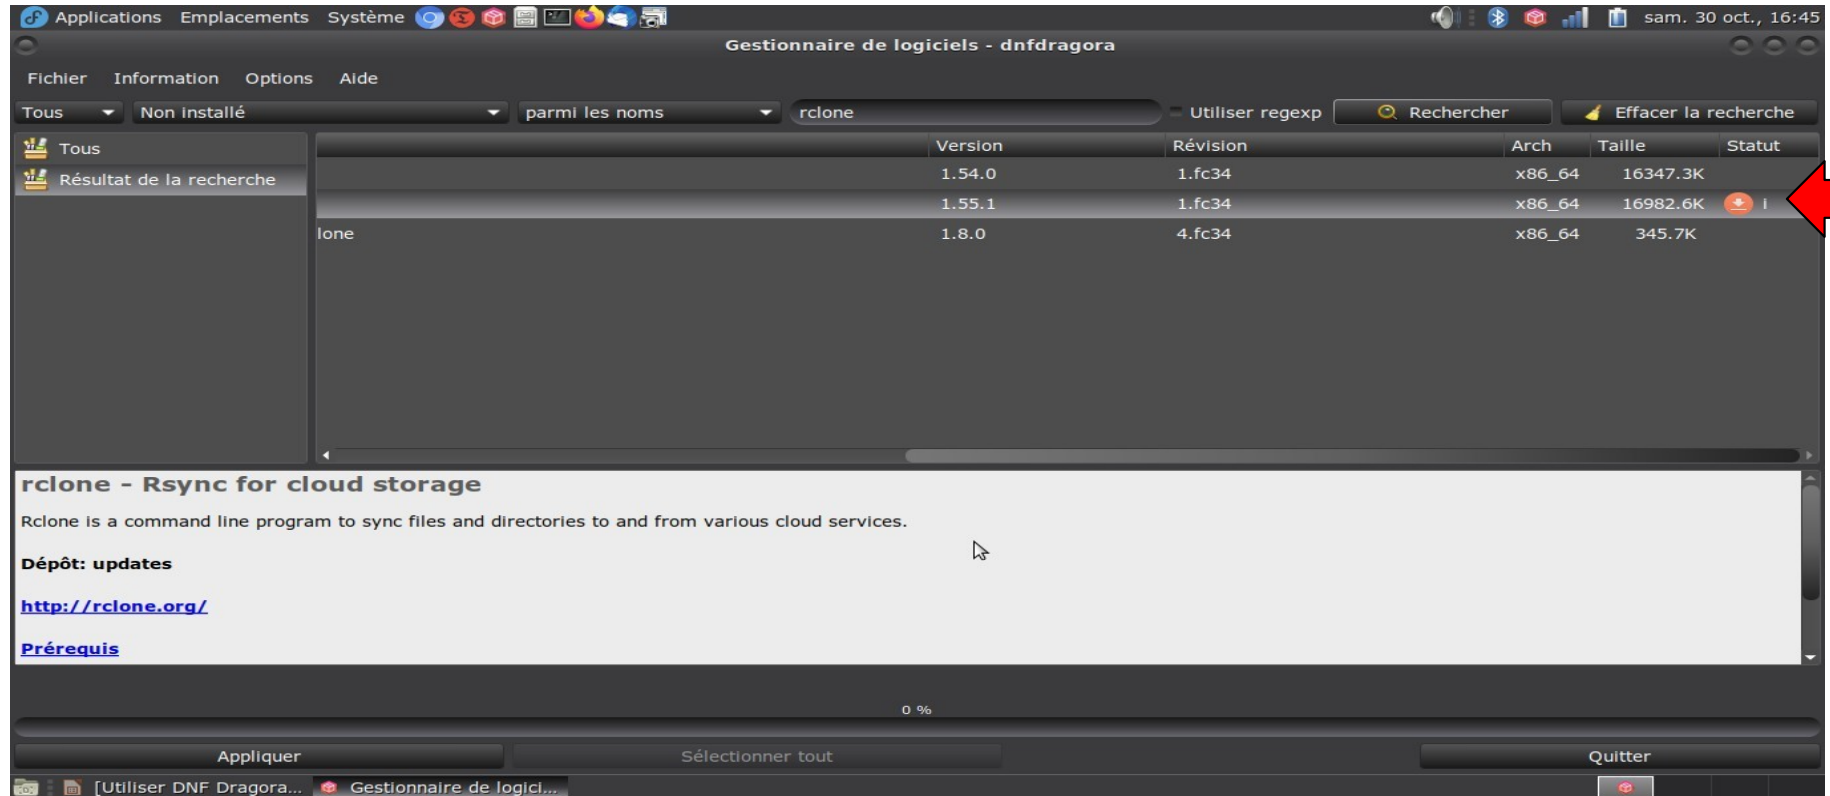 Applications Emplacements Système sam. 30 oct., 16:45
Gestionnaire de logiciels - dnfdragora
Fichier Information Options Aide
Tous Non installé parmi les noms rclone Utiliser regexp Rechercher Effacer la recherche
Tous
Résultat de la recherche
Version Révision Arch Taille Statut
1.54.0 1.fc34 x86_64 16347.3K
1.55.1 1.fc34 x86_64 16982.6K i
lone 1.8.0 4.fc34 x86_64 345.7K
rclone - Rsync for cloud storage
Rclone is a command line program to sync files and directories to and from various cloud services.
Dépôt: updates
http://rclone.org/
Prérequis
0 %
Appliquer Sélectionner tout Quitter
[Utiliser DNF Dragora... Gestionnaire de logici...